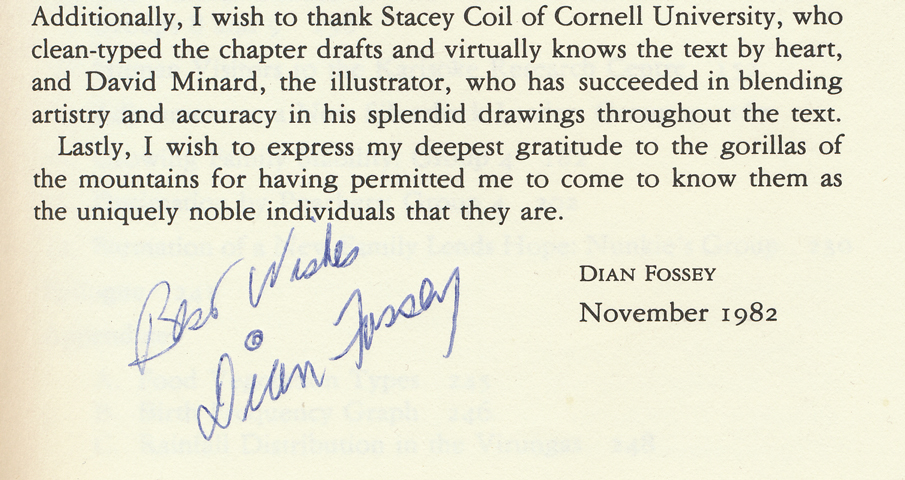 Additionally, I wish to thank Stacey Coil of Cornell University, who
clean-typed the chapter drafts and virtually knows the text by heart,
and David Minard, the illustrator, who has succeeded in blending
artistry and accuracy in his splendid drawings throughout the text.
Lastly, I wish to express my deepest gratitude to the gorillas of
the mountains for having permitted me to come to know them as
the uniquely noble individuals that they are.
Best Wishes
Dian Fossey
DIAN FOSSEY
November 1982